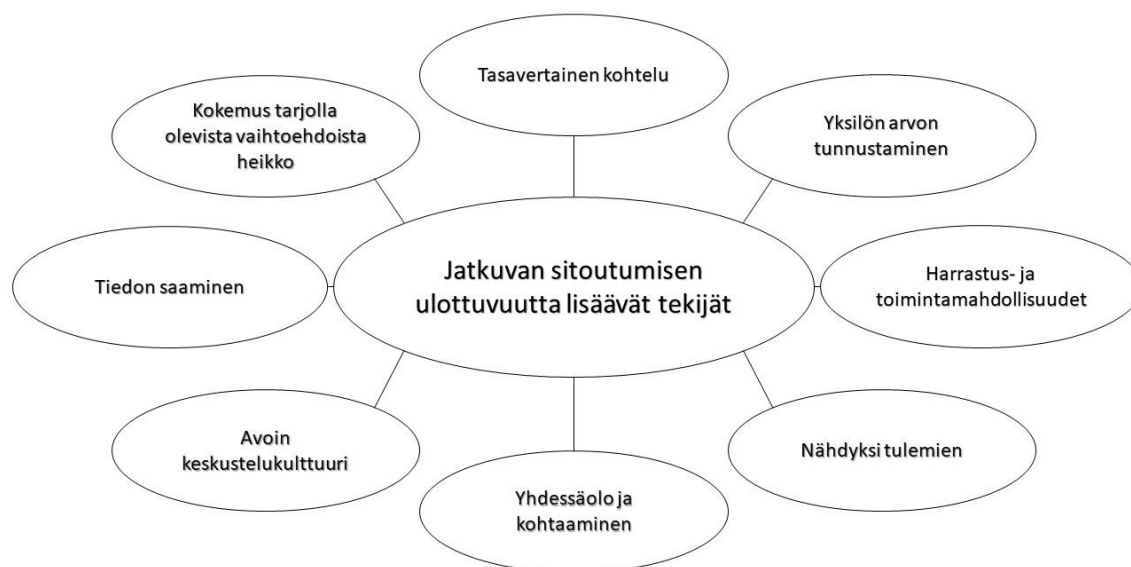 Tasavertainen kohtelu
Kokemus tarjolla
olevista vaihtoehdoista
heikko
Yksilön arvon
tunnustaminen
Tiedon saaminen
Jatkuvan sitoutumisen
ulottuvuutta lisäävät tekijät
Harrastus- ja
toimintamahdollisuudet
Avoin
keskustelukulttuuri
Nähdyksi tulemien
Yhdessäolo ja
kohtaaminen